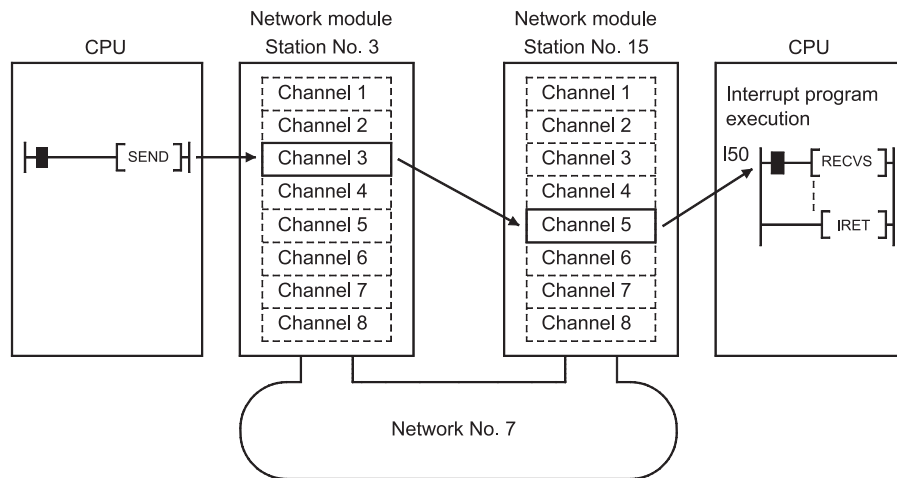 CPU
Network module
Station No. 3
Network module
Station No. 15
CPU
SEND
Channel 1
Channel 2
Channel 3
Channel 4
Channel 5
Channel 6
Channel 7
Channel 8
Channel 1
Channel 2
Channel 3
Channel 4
Channel 5
Channel 6
Channel 7
Channel 8
Interrupt program
execution
I50
RECVS
IRET
Network No. 7